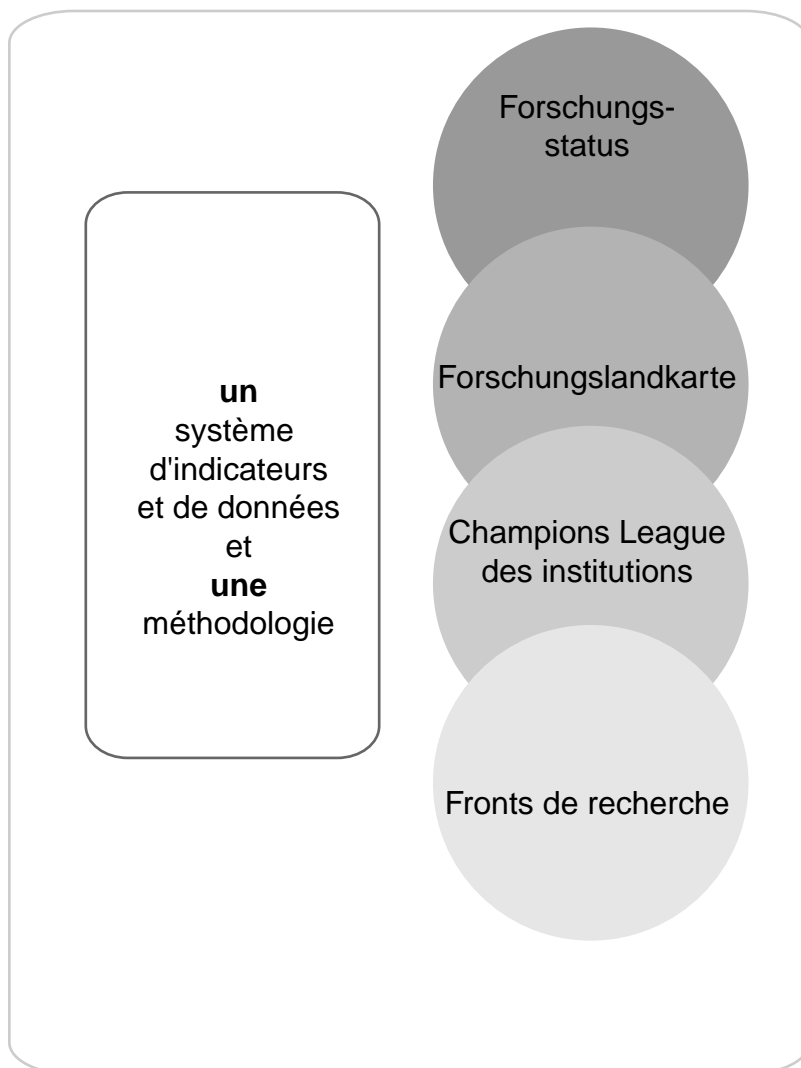 un
système
d'indicateurs
et de données
et
une
méthodologie
Forschungs-
status
Forschungslandkarte
Champions League
des institutions
Fronts de recherche